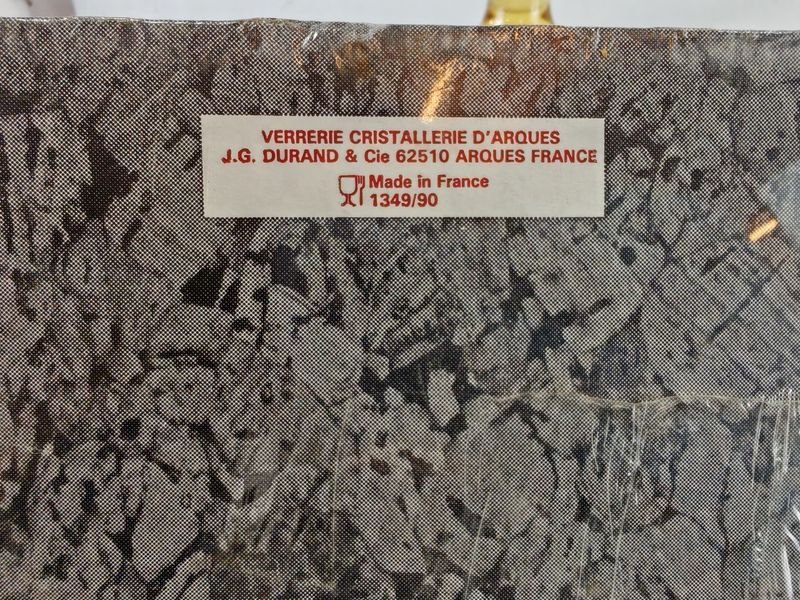 VERRERIE CRISTALLERIE D'ARQUES
J.G. DURAND & Cie 62510 ARQUES FRANCE
Made in France
1349/90